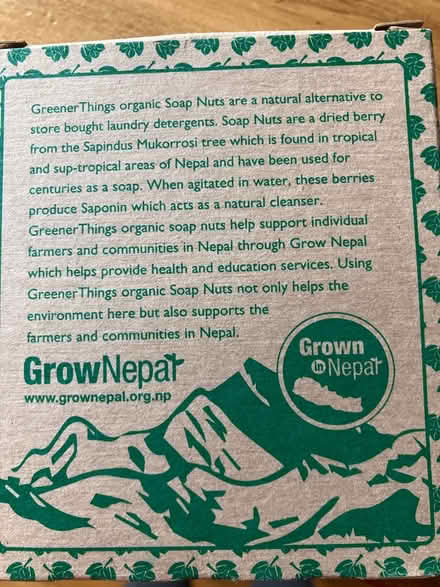 GreenerThings organic Soap Nuts are a natural alternative to
store bought laundry detergents. Soap Nuts are a dried berry
from the Sapindus Mukorrosi tree which is found in tropical
and sup-tropical areas of Nepal and have been used for
centuries as a soap. When agitated in water, these berries
produce Saponin which acts as a natural cleanser.
GreenerThings organic soap nuts help support individual
farmers and communities in Nepal through Grow Nepal
which helps provide health and education services. Using
GreenerThings organic Soap Nuts not only helps the
environment here but also supports the
farmers and communities in Nepal.
GrowNepal
www.grownepal.org.np
Grown
in Nepal